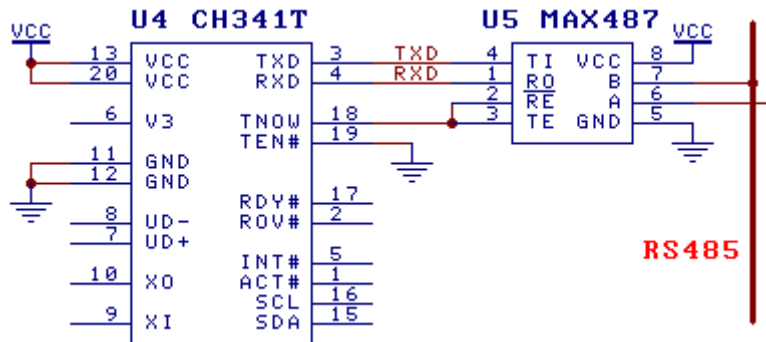 U4 CH341T U5 MAX487
VCC VCC
13 VCC TXD 3 TXD 4 TI VCC 8
20 VCC RXD 4 RXD 1 RO B 7
2 RE A 6
6 V3 TNOW 18 3 TE GND 5
TEN# 19
11 GND
12 GND
RDY# 17
8 UD- ROV# 2
7 UD+
INT# 5
10 XO ACT# 1
SCL 16
9 XI SDA 15
RS485